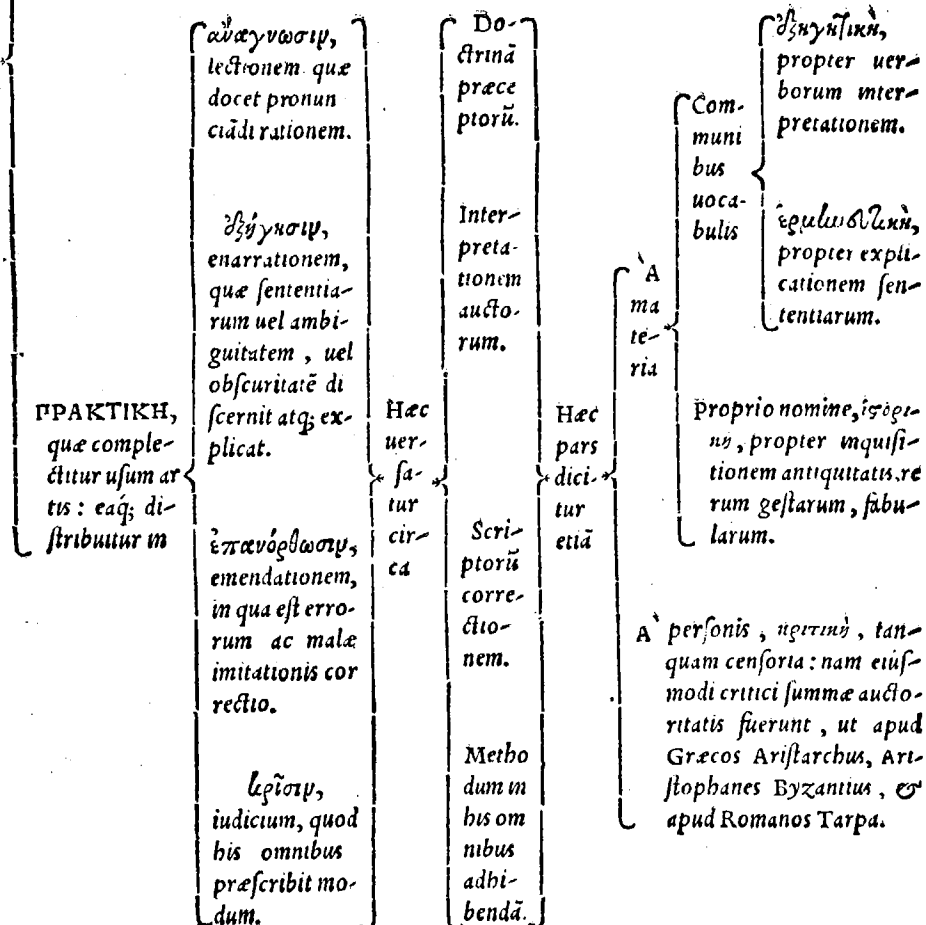 ΠΡΑΚΤΙΚΗ,
quæ comple-
ctitur uſum ar
tis: eaq́; di-
ſtribuitur in
ἀνάγνωσιν,
lectionem quæ
docet pronun
ciādi rationem.
ἐξήγησιν,
enarrationem,
quæ ſententia-
rum uel ambi-
guitatem, uel
obſcuritatē di
ſcernit atq; ex-
plicat.
ἐπανόρθωσιν,
emendationem,
in qua eſt erro-
rum ac malæ
imitationis cor
rectio.
κρίσιν,
iudicium, quod
his omnibus
præſcribit mo-
dum.
Hæc
uer-
ſa-
tur
cir-
ca
Do-
ctrinā
præce
ptorū.
Inter-
preta-
tionem
aucto-
rum.
Scri-
ptorū
corre-
ctio-
nem.
Metho
dum in
his om
nibus
adhi-
bendā.
Hæc
pars
dici-
tur
etiā
À
ma
te-
ria
Com-
muni
bus
uoca-
bulis
ἐξηγητικὴ,
propter uer-
borum inter-
pretationem.
ἑρμηνευτικὴ,
propter expli-
cationem ſen-
tentiarum.
Proprio nomine, ἱστορι-
κὴ, propter inquiſi-
tionem antiquitatis, re
rum geſtarum, fabu-
larum.
À perſonis, κριτικὴ, tan-
quam cenſoria: nam eiuſ-
modi critici ſummæ aucto-
ritatis fuerunt, ut apud
Græcos Ariſtarchus, Ari-
ſtophanes Byzantius, &
apud Romanos Tarpa.